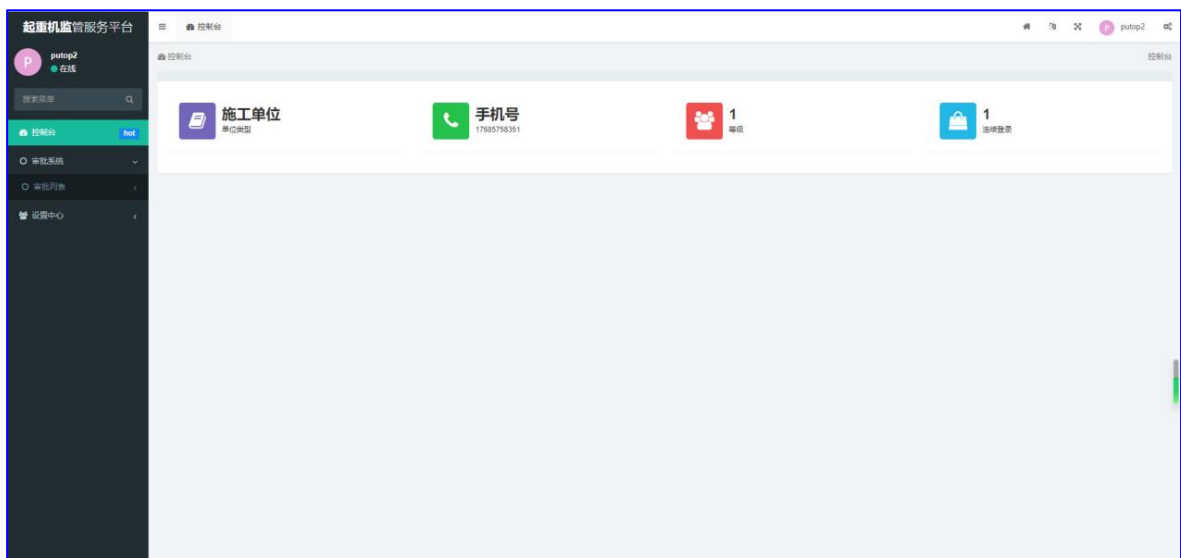 起重机监管服务平台
控制台
putop2
putop2
在线
控制台
控制台
搜索菜单
控制台
hot
审批系统
审批列表
设置中心
施工单位
单位类型
手机号
17685758351
1
等级
1
连续登录